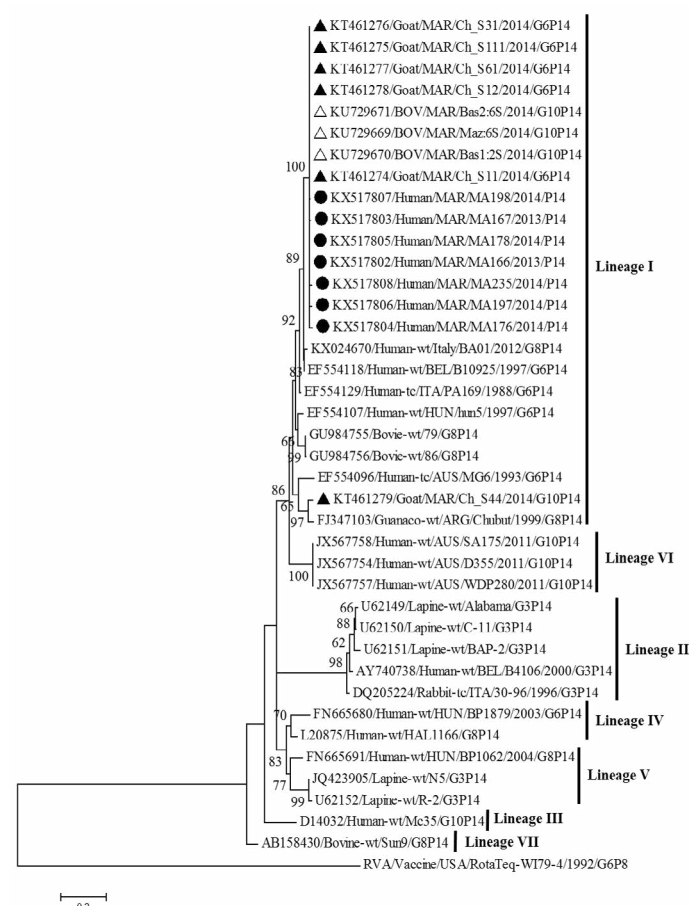 KT461276/Goat/MAR/Ch_S31/2014/G6P14
KT461275/Goat/MAR/Ch_S111/2014/G6P14
KT461277/Goat/MAR/Ch_S61/2014/G6P14
KT461278/Goat/MAR/Ch_S12/2014/G6P14
KU729671/BOV/MAR/Bas2:6S/2014/G10P14
KU729669/BOV/MAR/Maz:6S/2014/G10P14
KU729670/BOV/MAR/Bas1:2S/2014/G10P14
100
KT461274/Goat/MAR/Ch_S11/2014/G6P14
KX517807/Human/MAR/MA198/2014/P14
KX517803/Human/MAR/MA167/2013/P14
KX517805/Human/MAR/MA178/2014/P14
89
KX517802/Human/MAR/MA166/2013/P14
Lineage I
KX517808/Human/MAR/MA235/2014/P14
KX517806/Human/MAR/MA197/2014/P14
92
KX517804/Human/MAR/MA176/2014/P14
KX024670/Human-wt/Italy/BA01/2012/G8P14
83
EF554118/Human-wt/BEL/B10925/1997/G6P14
EF554129/Human-tc/ITA/PA169/1988/G6P14
EF554107/Human-wt/HUN/hun5/1997/G6P14
GU984755/Bovie-wt/79/G8P14
65
GU984756/Bovie-wt/86/G8P14
99
EF554096/Human-tc/AUS/MG6/1993/G6P14
86
KT461279/Goat/MAR/Ch_S44/2014/G10P14
65
FJ347103/Guanaco-wt/ARG/Chubut/1999/G8P14
97
JX567758/Human-wt/AUS/SA175/2011/G10P14
JX567754/Human-wt/AUS/D355/2011/G10P14
Lineage VI
100
JX567757/Human-wt/AUS/WDP280/2011/G10P14
66
U62149/Lapine-wt/Alabama/G3P14
88
U62150/Lapine-wt/C-11/G3P14
62
U62151/Lapine-wt/BAP-2/G3P14
Lineage II
98
AY740738/Human-wt/BEL/B4106/2000/G3P14
DQ205224/Rabbit-tc/ITA/30-96/1996/G3P14
70
FN665680/Human-wt/HUN/BP1879/2003/G6P14
Lineage IV
L20875/Human-wt/HAL1166/G8P14
83
FN665691/Human-wt/HUN/BP1062/2004/G8P14
77
JQ423905/Lapine-wt/N5/G3P14
Lineage V
99
U62152/Lapine-wt/R-2/G3P14
D14032/Human-wt/Mc35/G10P14
Lineage III
AB158430/Bovine-wt/Sun9/G8P14
Lineage VII
RVA/Vaccine/USA/RotaTeq-WI79-4/1992/G6P8